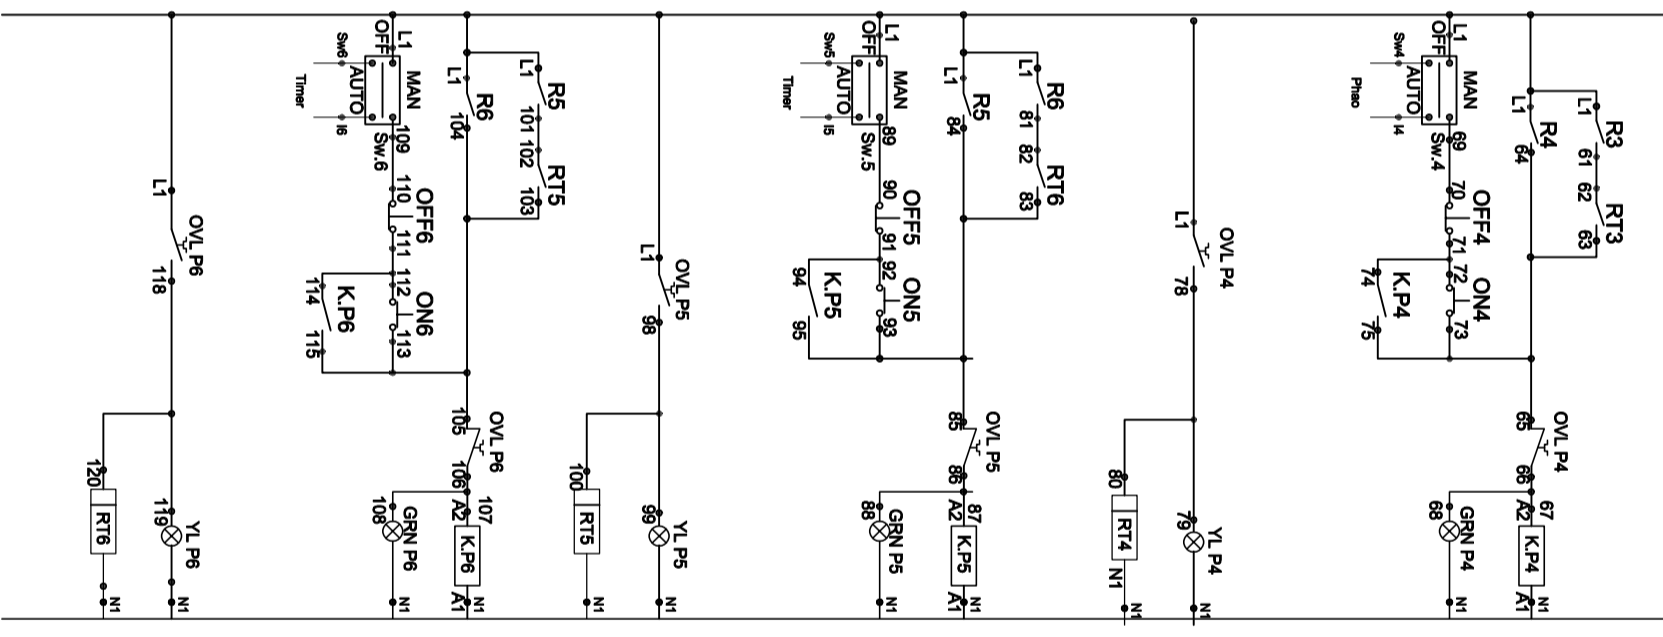 R3 RT3
L1 61 62 63
R4 OVL P4 67
L1 64 65 66 A2 K.P4 A1 N1
MAN OFF4 ON4 GRN P4
L1 69 70 71 72 73 N1
OFF Sw.4 68
AUTO K.P4
Sw4 I4
74 75
Phao
OVL P4 YL P4
L1 78 79 N1
80 RT4 N1 N1
R6 RT6
L1 81 82 83
R5 OVL P5 87
L1 84 85 86 A2 K.P5 A1 N1
MAN OFF5 ON5 GRN P5
L1 89 90 91 92 93 N1
OFF Sw.5 88
AUTO K.P5
Sw5 I5
94 95
Timer
OVL P5 YL P5
L1 98 99 N1
100 RT5 N1
R5 RT5
L1 101 102 103
R6 OVL P6 107
L1 104 105 106 A2 K.P6 A1 N1
MAN OFF6 ON6 GRN P6
L1 109 110 111 112 113 N1
OFF Sw.6 108
AUTO K.P6
Sw6 I6
114 115
Timer
OVL P6 YL P6
L1 118 119 N1
120 RT6 N1